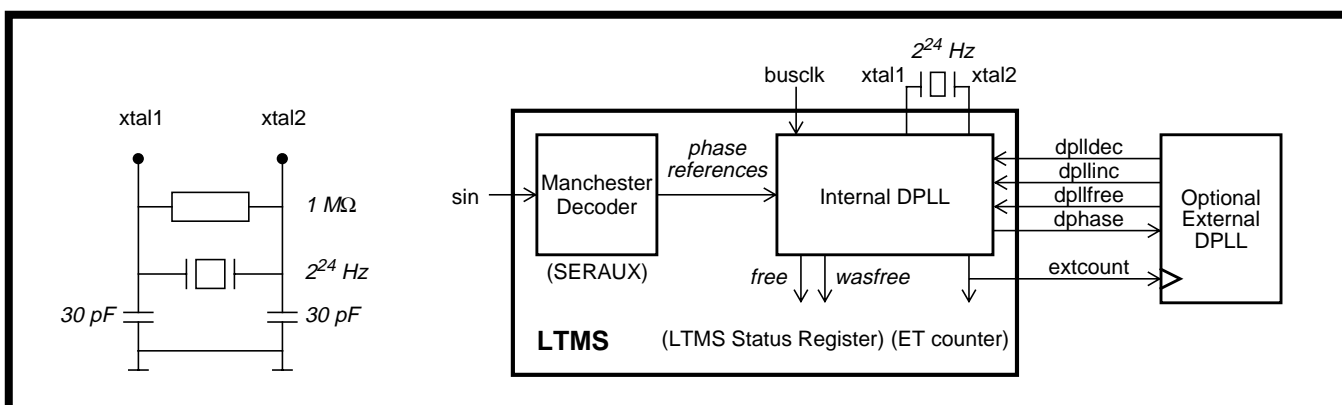 xtal1 xtal2
1 MΩ
2^24 Hz
30 pF 30 pF
2^24 Hz
busclk xtal1 xtal2
sin
Manchester
Decoder
(SERAUX)
phase
references
Internal DPLL
dplldec
dpllinc
dpllfree
dphase
extcount
Optional
External
DPLL
free wasfree
LTMS (LTMS Status Register) (ET counter)